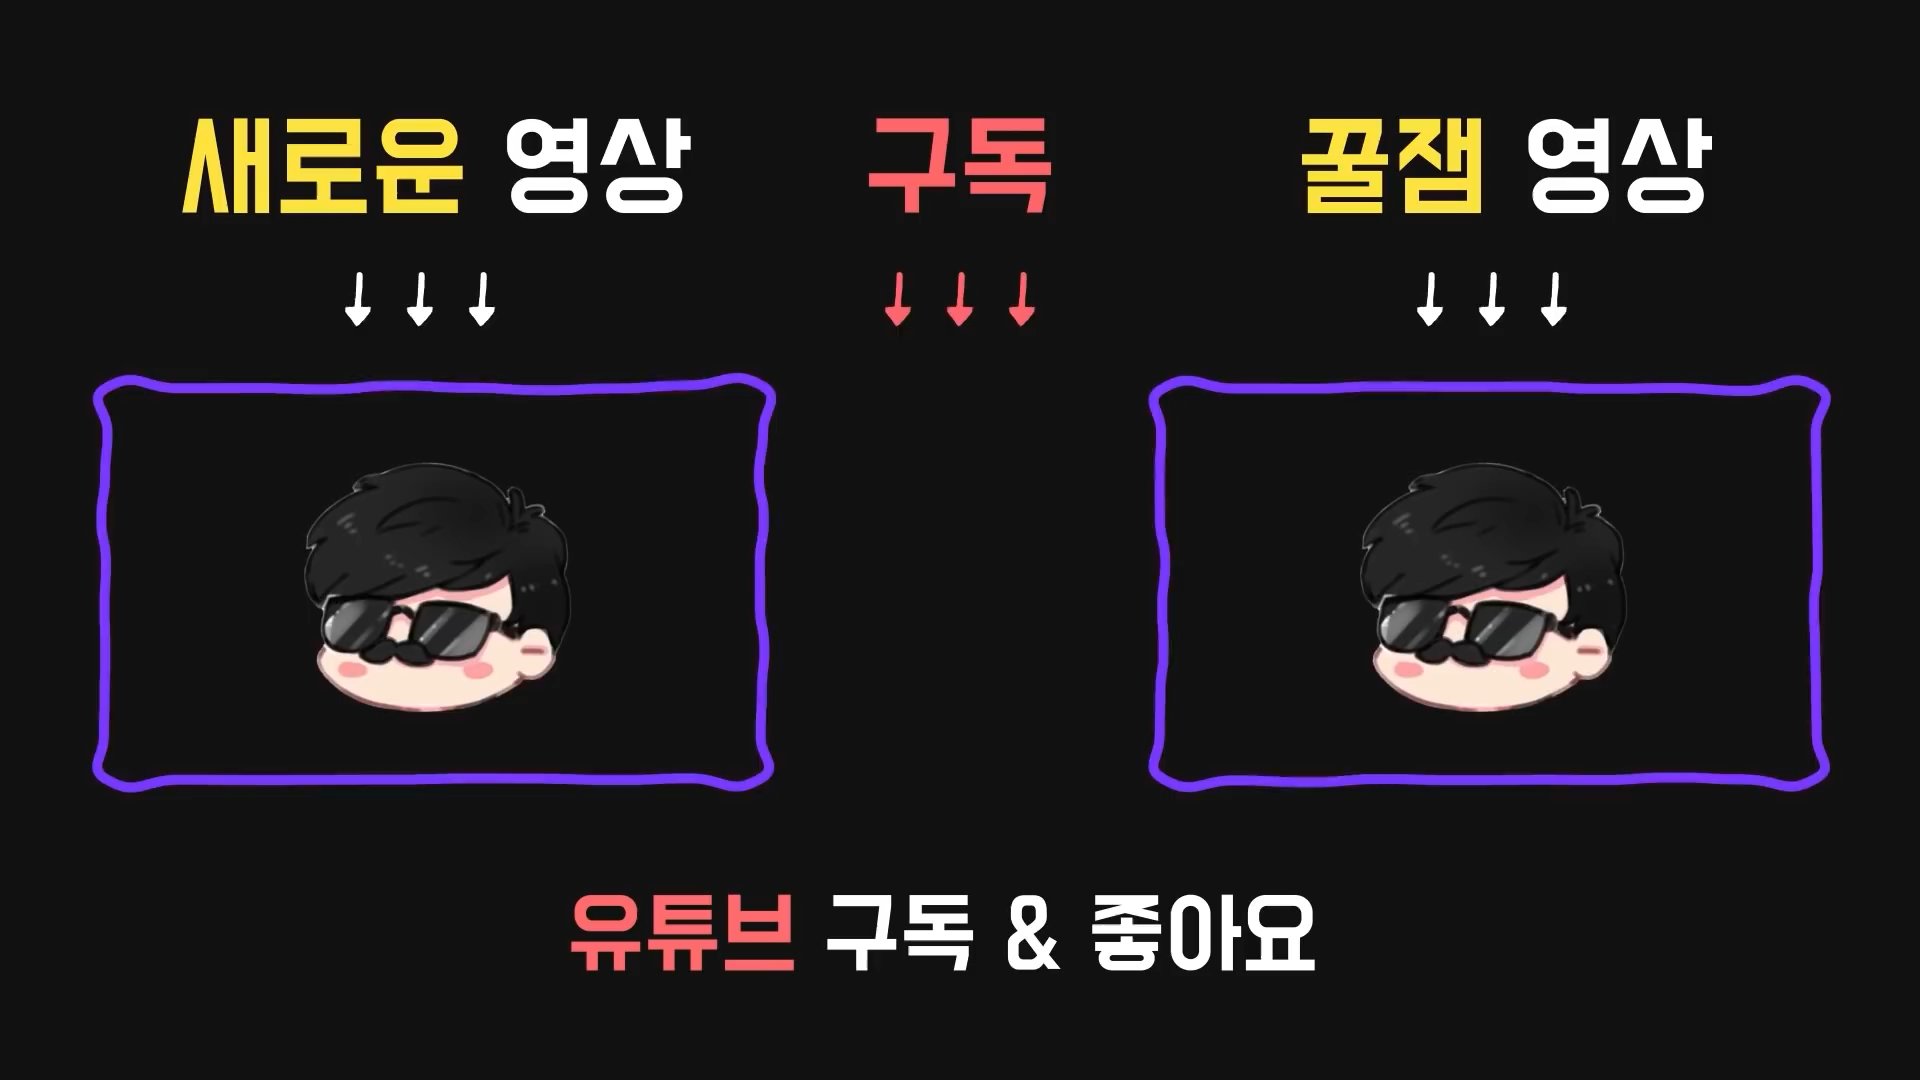 새로운 영상
구독
꿀잼 영상
유튜브 구독 & 좋아요